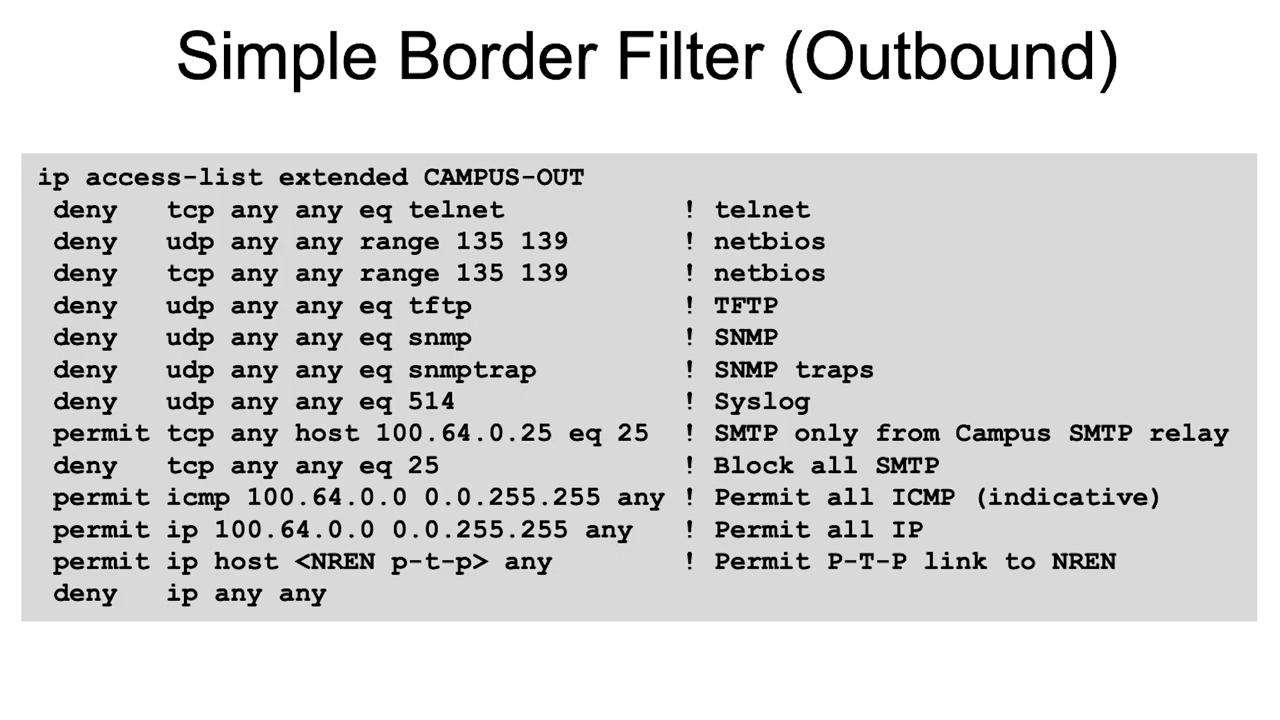 Simple Border Filter (Outbound)
ip access-list extended CAMPUS-OUT
deny tcp any any eq telnet ! telnet
deny udp any any range 135 139 ! netbios
deny tcp any any range 135 139 ! netbios
deny udp any any eq tftp ! TFTP
deny udp any any eq snmp ! SNMP
deny udp any any eq snmptrap ! SNMP traps
deny udp any any eq 514 ! Syslog
permit tcp any host 100.64.0.25 eq 25 ! SMTP only from Campus SMTP relay
deny tcp any any eq 25 ! Block all SMTP
permit icmp 100.64.0.0 0.0.255.255 any ! Permit all ICMP (indicative)
permit ip 100.64.0.0 0.0.255.255 any ! Permit all IP
permit ip host <NREN p-t-p> any ! Permit P-T-P link to NREN
deny ip any any